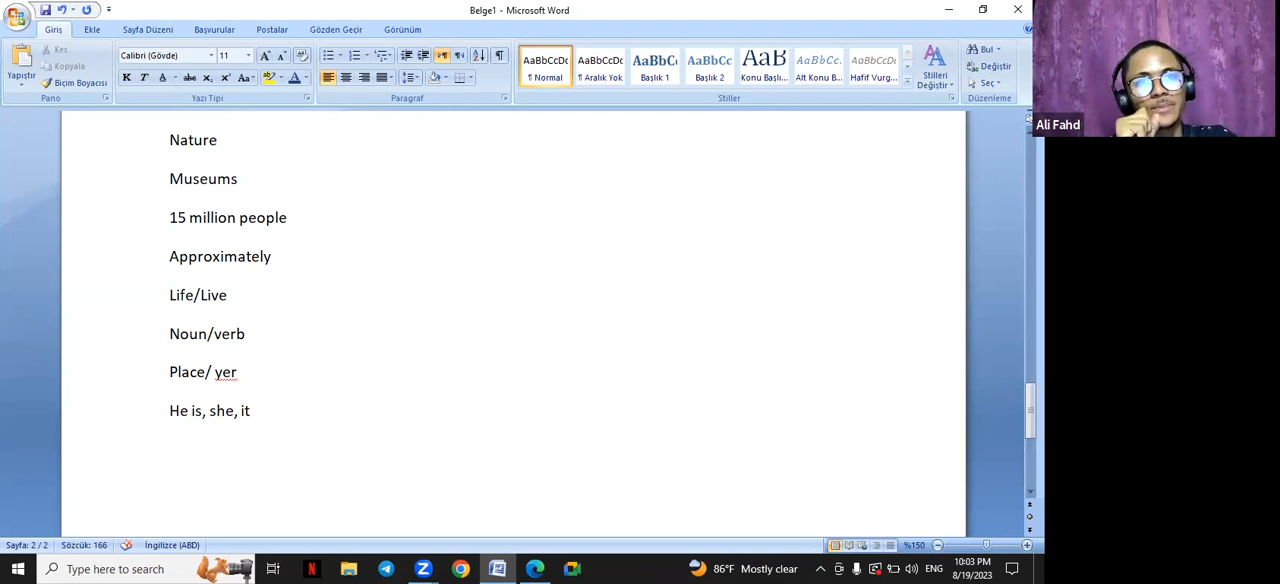 Belge1 - Microsoft Word
Giriş Ekle Sayfa Düzeni Başvurular Postalar Gözden Geçir Görünüm
Kes
Kopyala
Biçim Boyacısı
Yapıştır
Pano
Calibri (Gövde) 11
K T A abc x₂ x² Aa
Yazı Tipi
Paragraf
AaBbCcDc AaBbCcDc AaBbC AaBbCc AaB AaBbCc. AaBbCcDc
¶ Normal ¶ Aralık Yok Başlık 1 Başlık 2 Konu Başlı... Alt Konu B... Hafif Vurg...
Stilleri Değiştir
Stiller
Bul
Değiştir
Seç
Düzenleme
Ali Fahd
Nature
Museums
15 million people
Approximately
Life/Live
Noun/verb
Place/ yer
He is, she, it
Sayfa: 2 / 2 Sözcük: 166 İngilizce (ABD) %150
Type here to search 86°F Mostly clear ENG 10:03 PM
8/19/2023